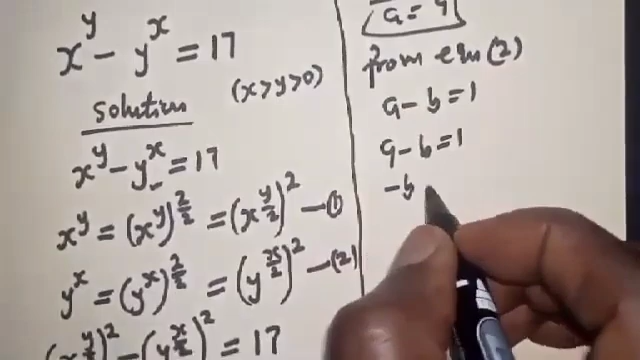 x^y - y^x = 17
(x>y>0)
solution
x^y - y^x = 17
x^y = (x^y)^{2/2} = (x^{y/2})^2 —(1)
y^x = (y^x)^{2/2} = (y^{x/2})^2 —(2)
(x^{y/2})^2 - (y^{x/2})^2 = 17
a = 9
from eqn (2)
a - b = 1
9 - b = 1
-b